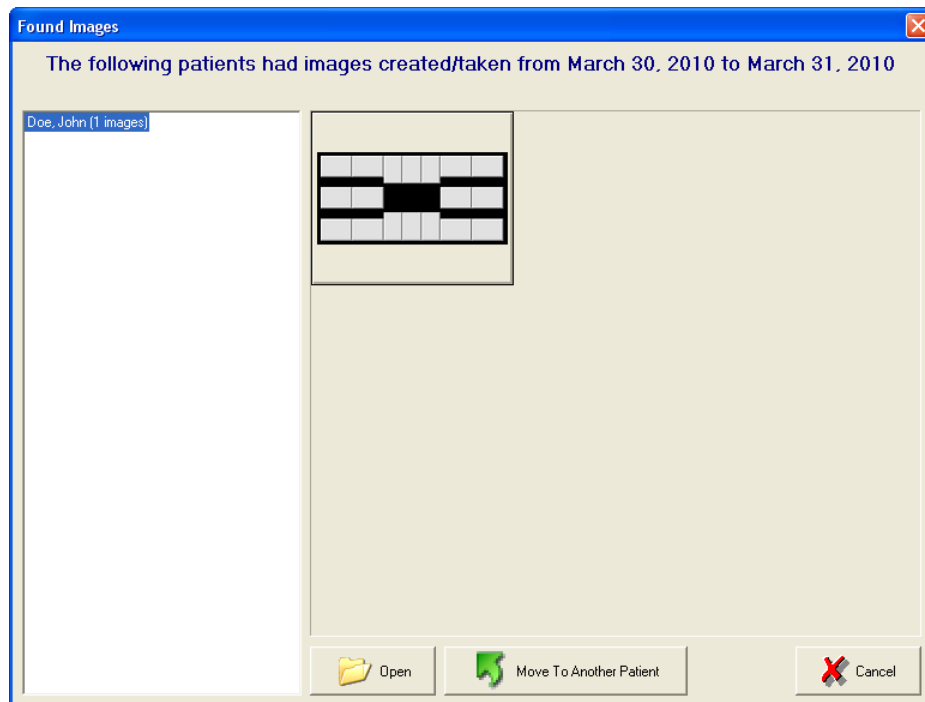 Found Images
The following patients had images created/taken from March 30, 2010 to March 31, 2010
Doe, John (1 images)
Open
Move To Another Patient
Cancel